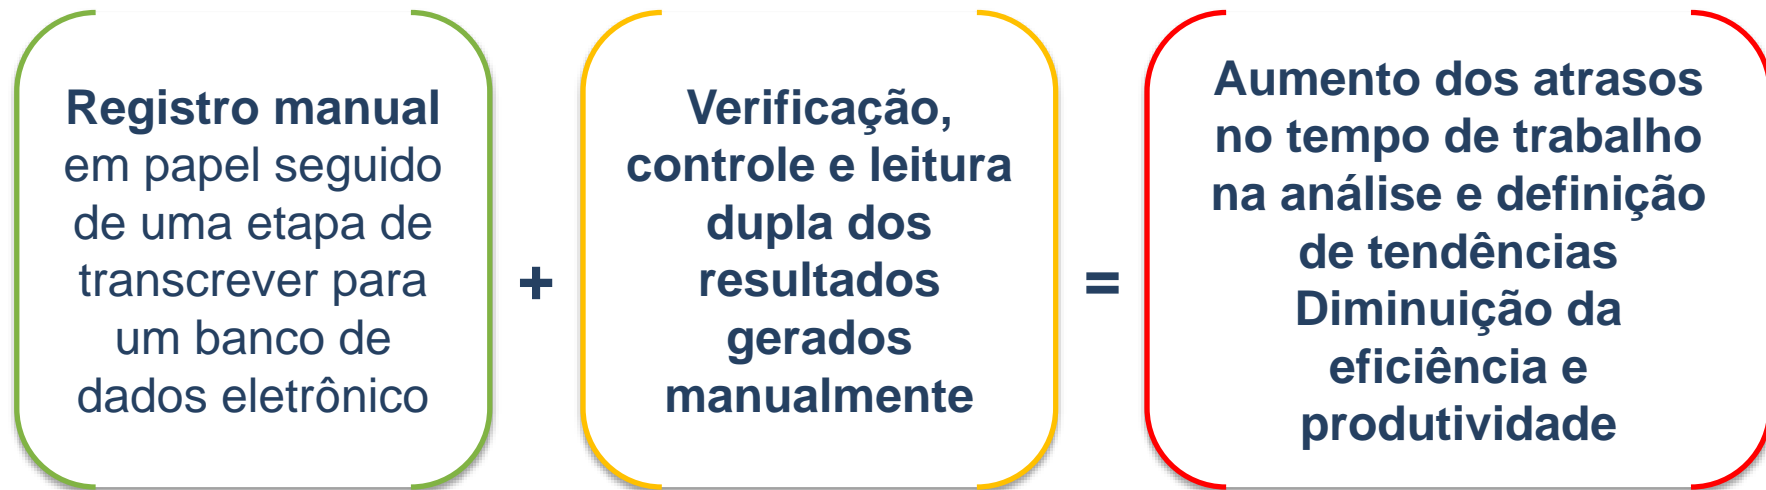 Registro manual
em papel seguido
de uma etapa de
transcrever para
um banco de
dados eletrônico
+
Verificação,
controle e leitura
dupla dos
resultados
gerados
manualmente
=
Aumento dos atrasos
no tempo de trabalho
na análise e definição
de tendências
Diminuição da
eficiência e
produtividade